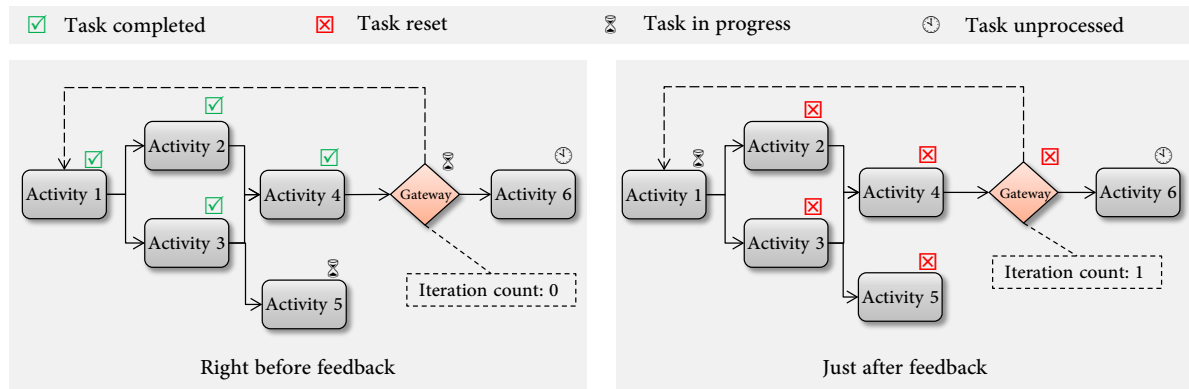 Task completed
Task reset
Task in progress
Task unprocessed
Activity 1
Activity 2
Activity 3
Activity 4
Activity 5
Gateway
Activity 6
Iteration count: 0
Right before feedback
Activity 1
Activity 2
Activity 3
Activity 4
Activity 5
Gateway
Activity 6
Iteration count: 1
Just after feedback